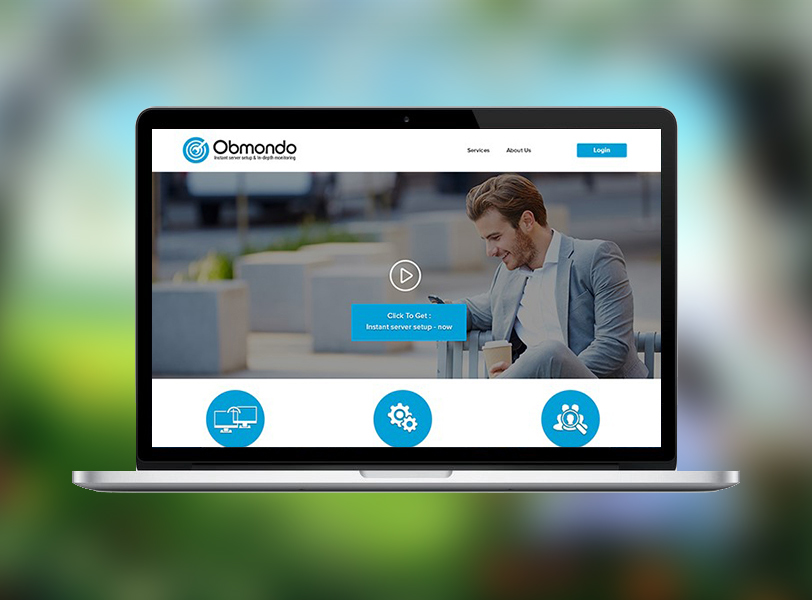 Obmondo
Instant server setup & in-depth monitoring
Services
About Us
Login
Click To Get :
Instant server setup - now